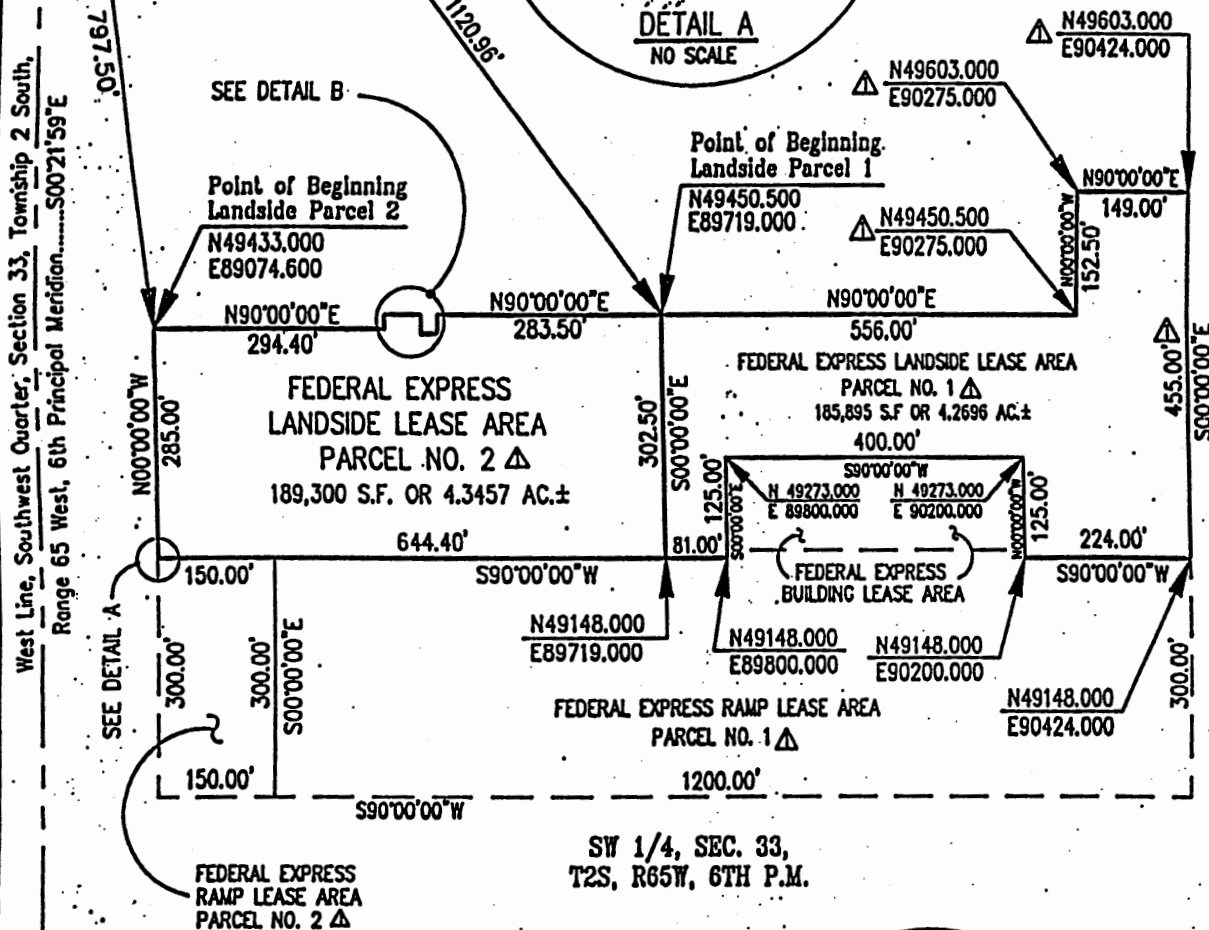 West Line, Southwest Quarter, Section 33, Township 2 South,
Range 65 West, 6th Principal Meridian........S00°21'59"E
797.50'
1120.96'
DETAIL A
NO SCALE
N49603.000
E90424.000
N49603.000
E90275.000
SEE DETAIL B
Point of Beginning
Landside Parcel 1
N49450.500
E89719.000
Point of Beginning
Landside Parcel 2
N49433.000
E89074.600
N49450.500
E90275.000
N90°00'00"E
149.00'
N00°00'00"W
152.50'
N90°00'00"E
294.40'
N90°00'00"E
283.50'
N90°00'00"E
556.00'
455.00'
S00°00'00"E
FEDERAL EXPRESS
LANDSIDE LEASE AREA
PARCEL NO. 2
189,300 S.F. OR 4.3457 AC.±
FEDERAL EXPRESS LANDSIDE LEASE AREA
PARCEL NO. 1
185,895 S.F OR 4.2696 AC.±
N00°00'00"W
285.00'
302.50'
S00°00'00"E
400.00'
S90°00'00"W
125.00'
S00°00'00"E
N 49273.000
E 89800.000
N 49273.000
E 90200.000
N00°00'00"W
125.00'
644.40'
81.00'
224.00'
150.00'
S90°00'00"W
S90°00'00"W
FEDERAL EXPRESS
BUILDING LEASE AREA
SEE DETAIL A
300.00'
300.00'
S00°00'00"E
N49148.000
E89719.000
N49148.000
E89800.000
N49148.000
E90200.000
N49148.000
E90424.000
300.00'
FEDERAL EXPRESS RAMP LEASE AREA
PARCEL NO. 1
150.00'
1200.00'
S90°00'00"W
SW 1/4, SEC. 33,
T2S, R65W, 6TH P.M.
FEDERAL EXPRESS
RAMP LEASE AREA
PARCEL NO. 2